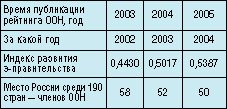 Время публикации
рейтинга ООН, год
2003
2004
2005
За какой год
2002
2003
2004
Индекс развития
э-правительства
0,4430
0,5017
0,5387
Место России среди 190
стран — членов ООН
58
52
50